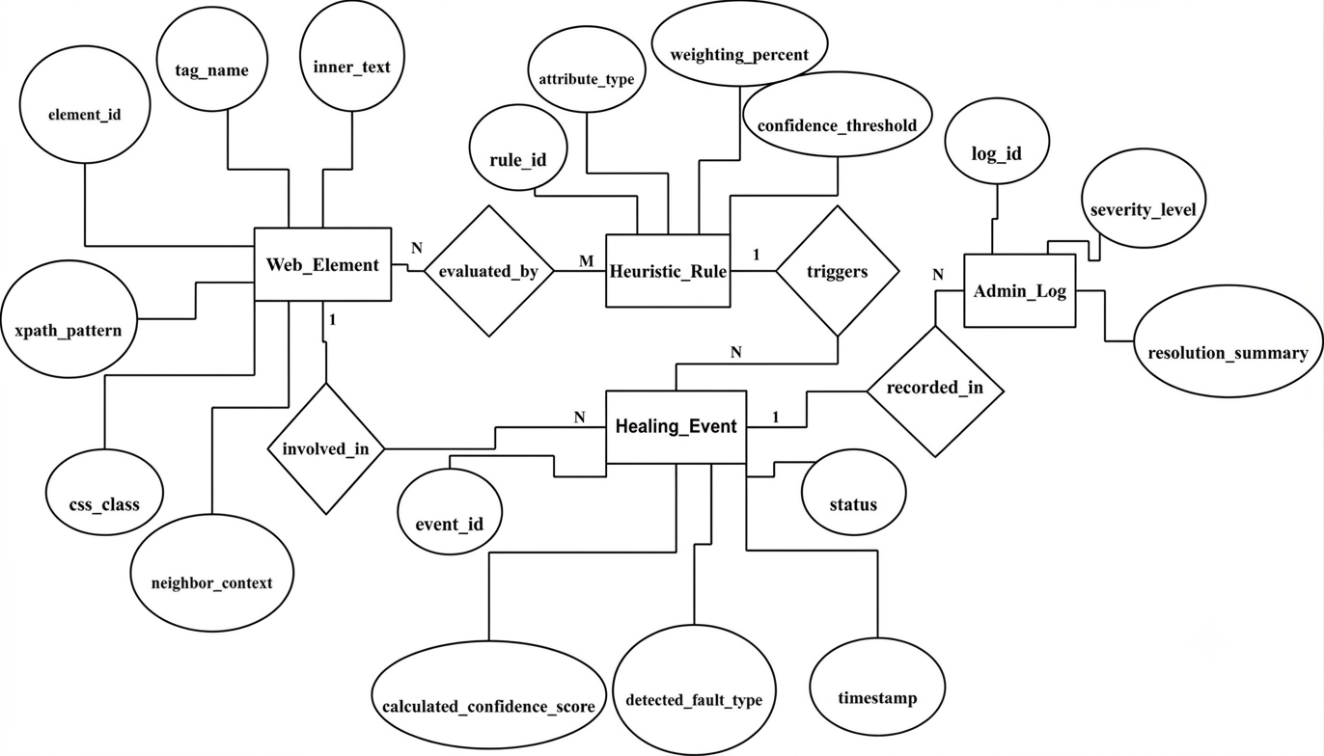 tag_name
inner_text
element_id
attribute_type
weighting_percent
confidence_threshold
rule_id
log_id
severity_level
Web_Element
N
evaluated_by
M
Heuristic_Rule
1
triggers
N
Admin_Log
xpath_pattern
1
N
resolution_summary
recorded_in
involved_in
N
Healing_Event
1
css_class
event_id
status
neighbor_context
calculated_confidence_score
detected_fault_type
timestamp